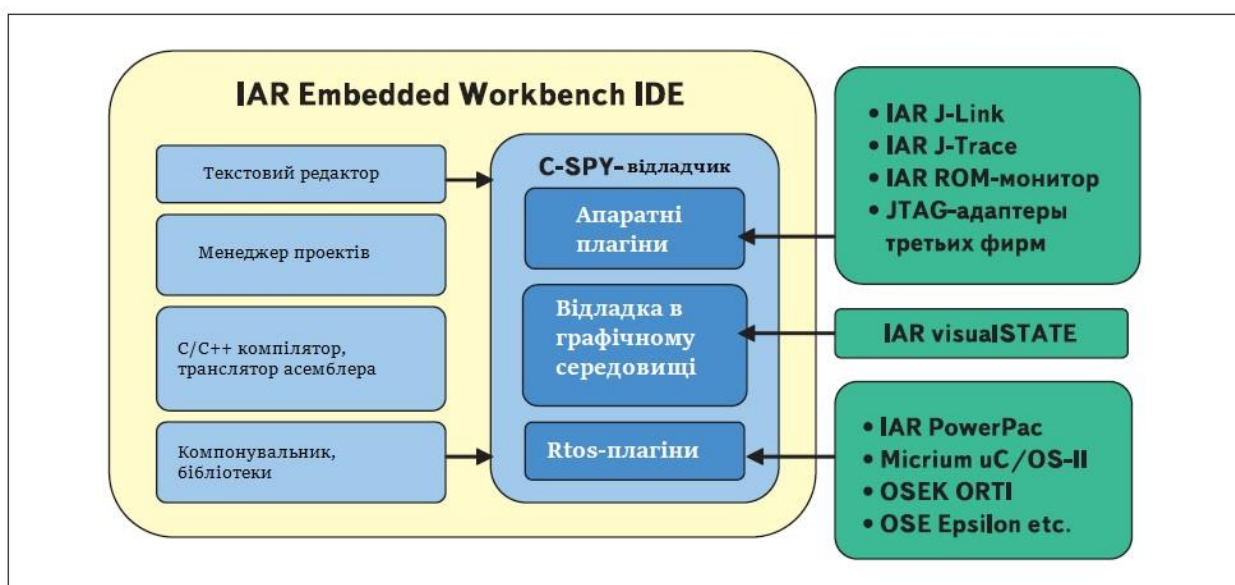 IAR Embedded Workbench IDE
Текстовий редактор
Менеджер проектів
С/С++ компілятор,
транслятор асемблера
Компонувальник,
бібліотеки
C-SPY-відладчик
Апаратні
плагіни
Відладка в
графічному
середовищі
Rtos-плагіни
• IAR J-Link
• IAR J-Trace
• IAR ROM-монитор
• JTAG-адаптеры
третьих фирм
IAR visualSTATE
• IAR PowerPac
• Micrium uC/OS-II
• OSEK ORTI
• OSE Epsilon etc.